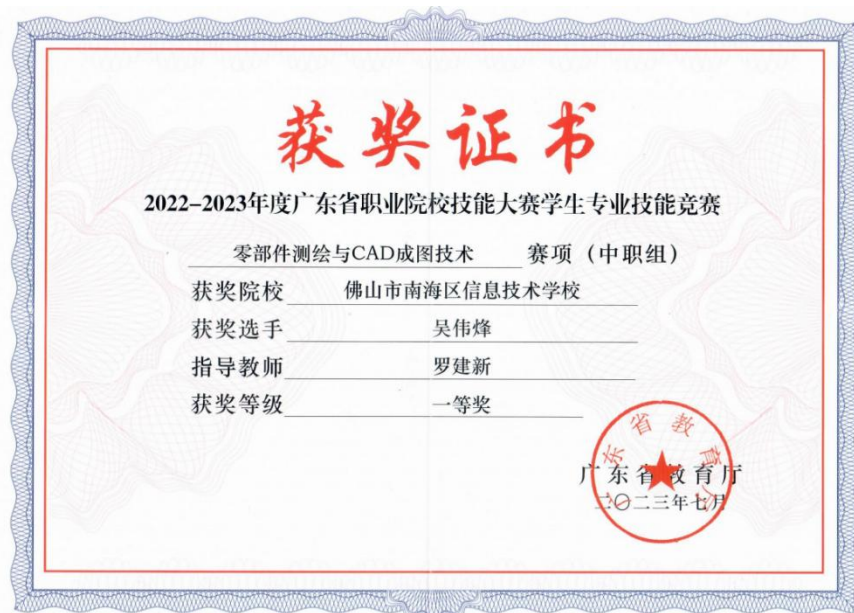 获奖证书
2022-2023年度广东省职业院校技能大赛学生专业技能竞赛
零部件测绘与CAD成图技术 赛项（中职组）
获奖院校 佛山市南海区信息技术学校
获奖选手 吴伟烽
指导教师 罗建新
获奖等级 一等奖
广东省教育厅
广东省教育厅
二〇二三年七月